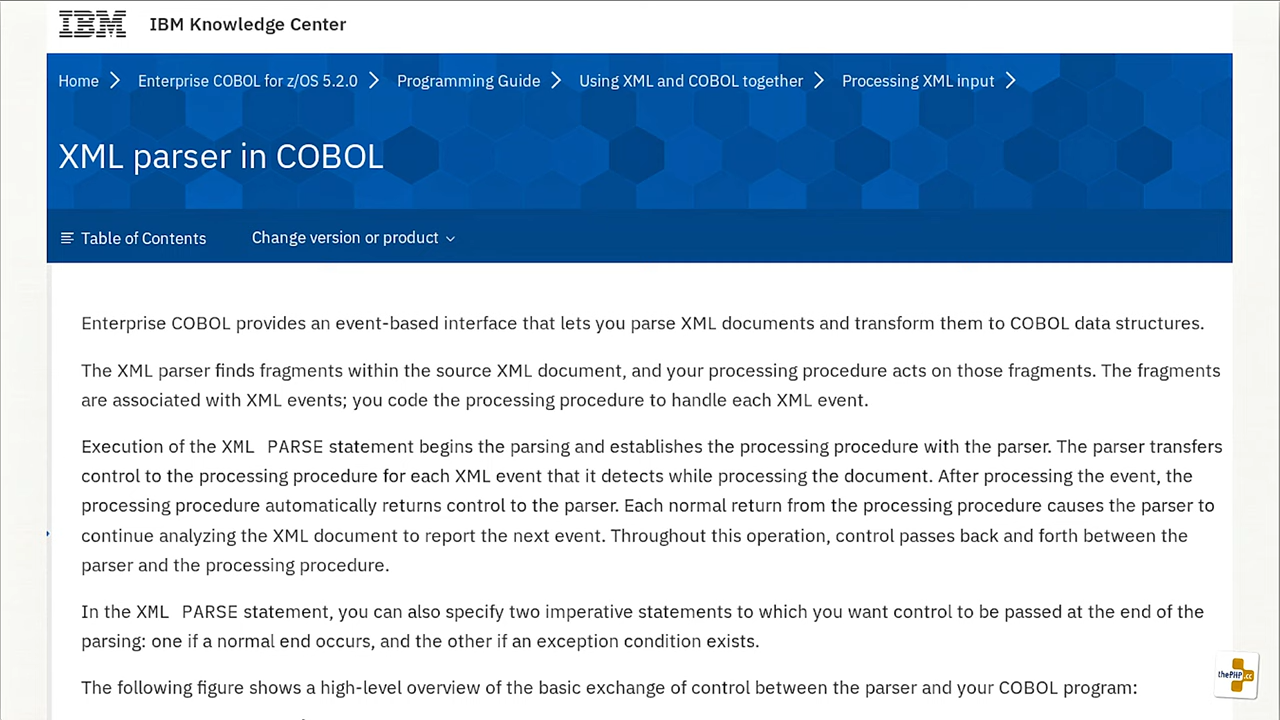 IBM IBM Knowledge Center
Home Enterprise COBOL for z/OS 5.2.0 Programming Guide Using XML and COBOL together Processing XML input
XML parser in COBOL
Table of Contents Change version or product
Enterprise COBOL provides an event-based interface that lets you parse XML documents and transform them to COBOL data structures.
The XML parser finds fragments within the source XML document, and your processing procedure acts on those fragments. The fragments
are associated with XML events; you code the processing procedure to handle each XML event.
Execution of the XML PARSE statement begins the parsing and establishes the processing procedure with the parser. The parser transfers
control to the processing procedure for each XML event that it detects while processing the document. After processing the event, the
processing procedure automatically returns control to the parser. Each normal return from the processing procedure causes the parser to
continue analyzing the XML document to report the next event. Throughout this operation, control passes back and forth between the
parser and the processing procedure.
In the XML PARSE statement, you can also specify two imperative statements to which you want control to be passed at the end of the
parsing: one if a normal end occurs, and the other if an exception condition exists.
The following figure shows a high-level overview of the basic exchange of control between the parser and your COBOL program:
thePHP.cc